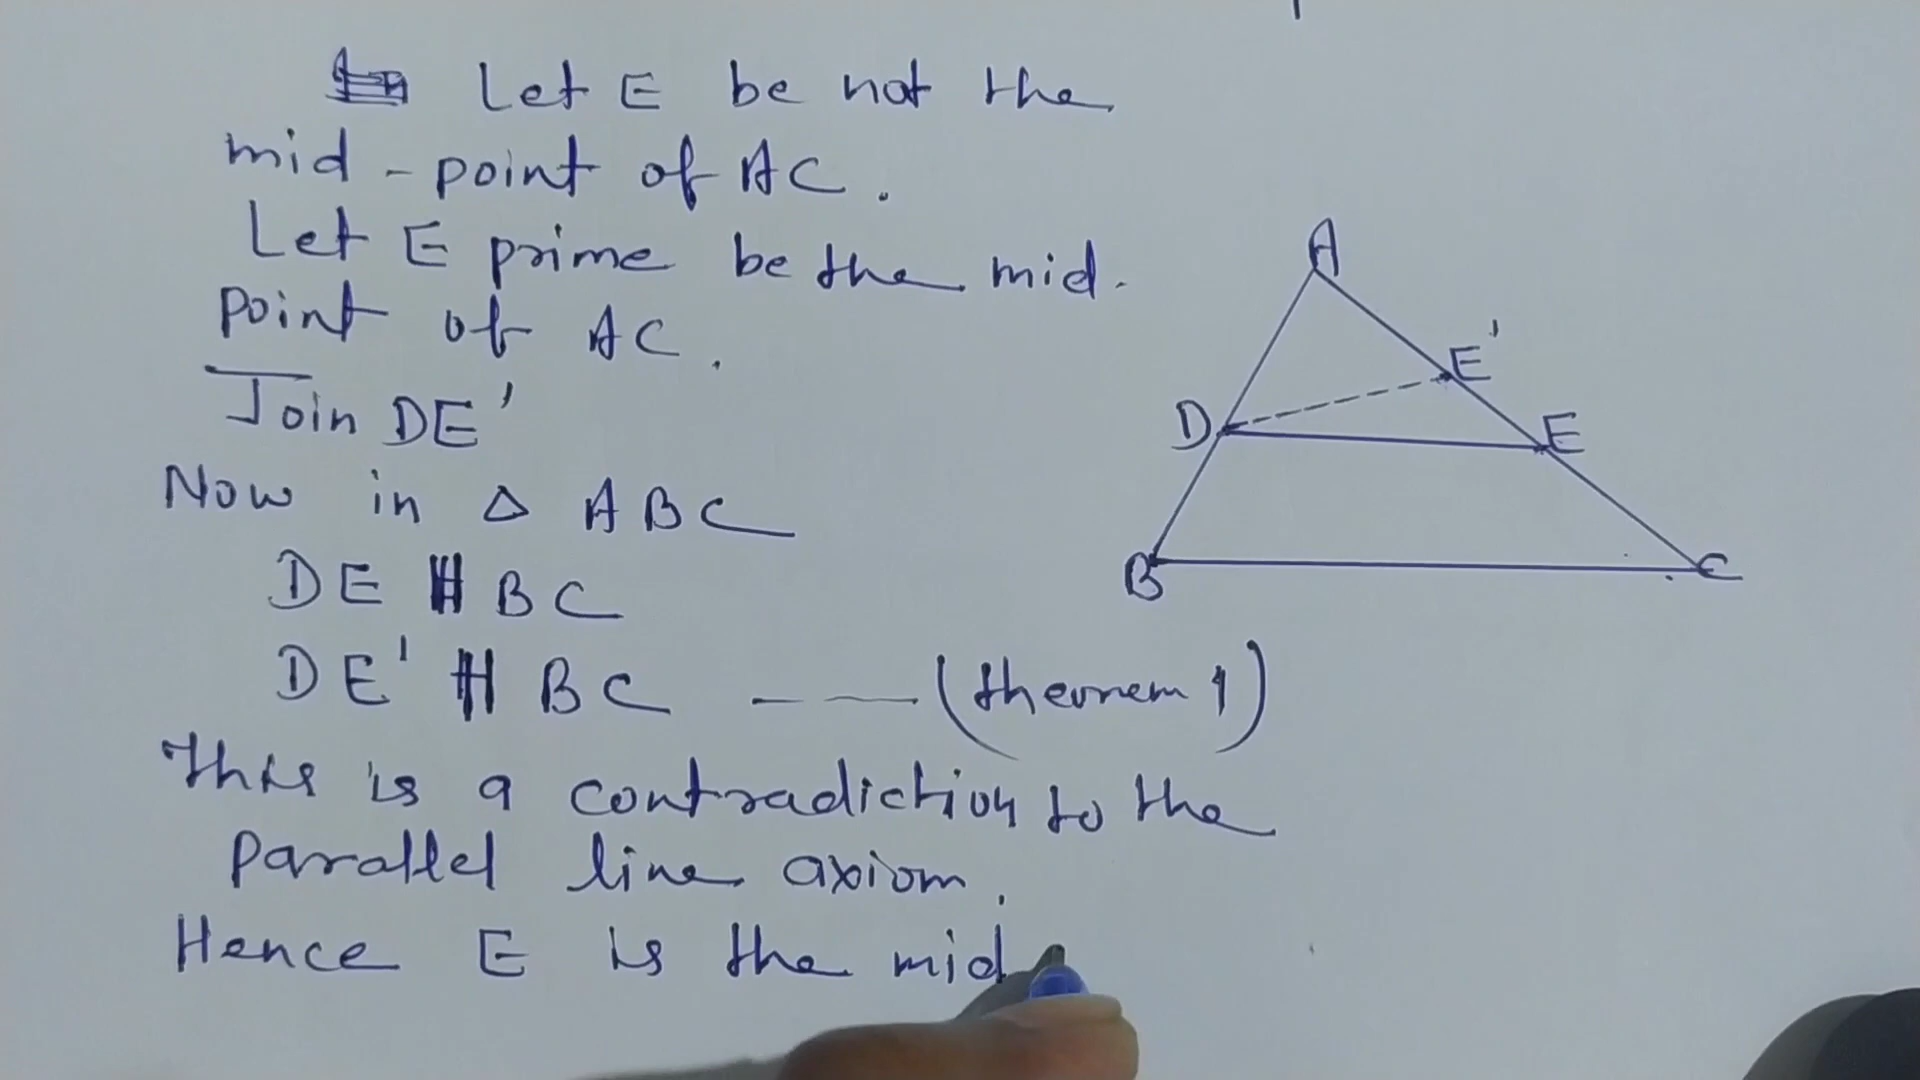 Let E be not the
mid-point of AC.
Let E prime be the mid-
point of AC.
Join DE'
Now in △ ABC
DE || BC
DE' || BC --- (theorem 1)
This is a contradiction to the
Parallel line axiom.
Hence E is the mid
A
E'
D
E
B
C